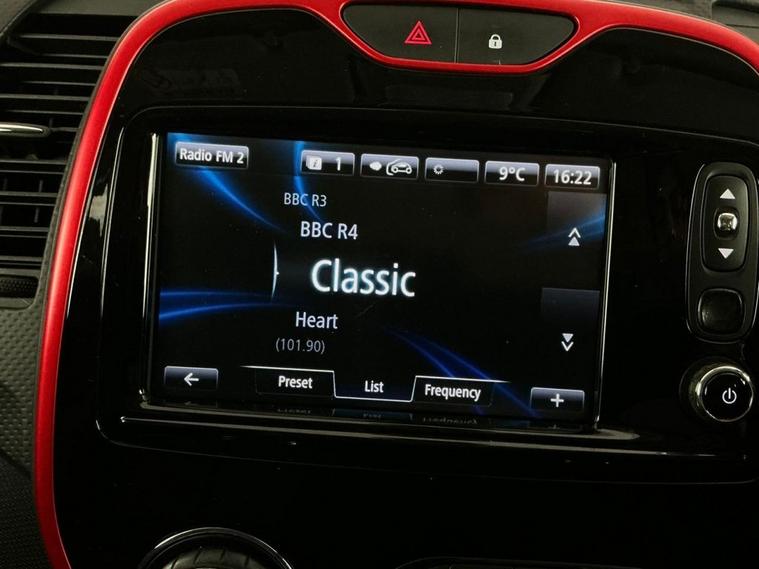 Radio FM 2
i 1
9°C
16:22
BBC R3
BBC R4
Classic
Heart
(101.90)
Preset
List
Frequency
+